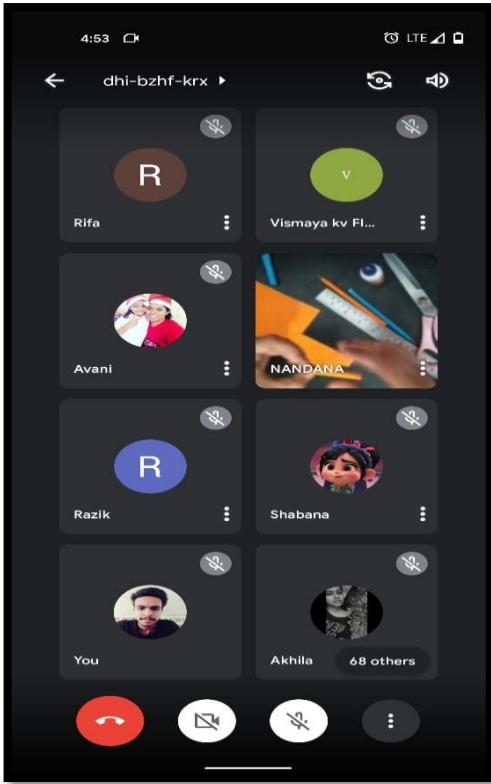 4:53 LTE
dhi-bzhf-krx
R V
Rifa Vismaya kv Fl...
Avani NANDANA
R
Razik Shabana
You Akhila 68 others